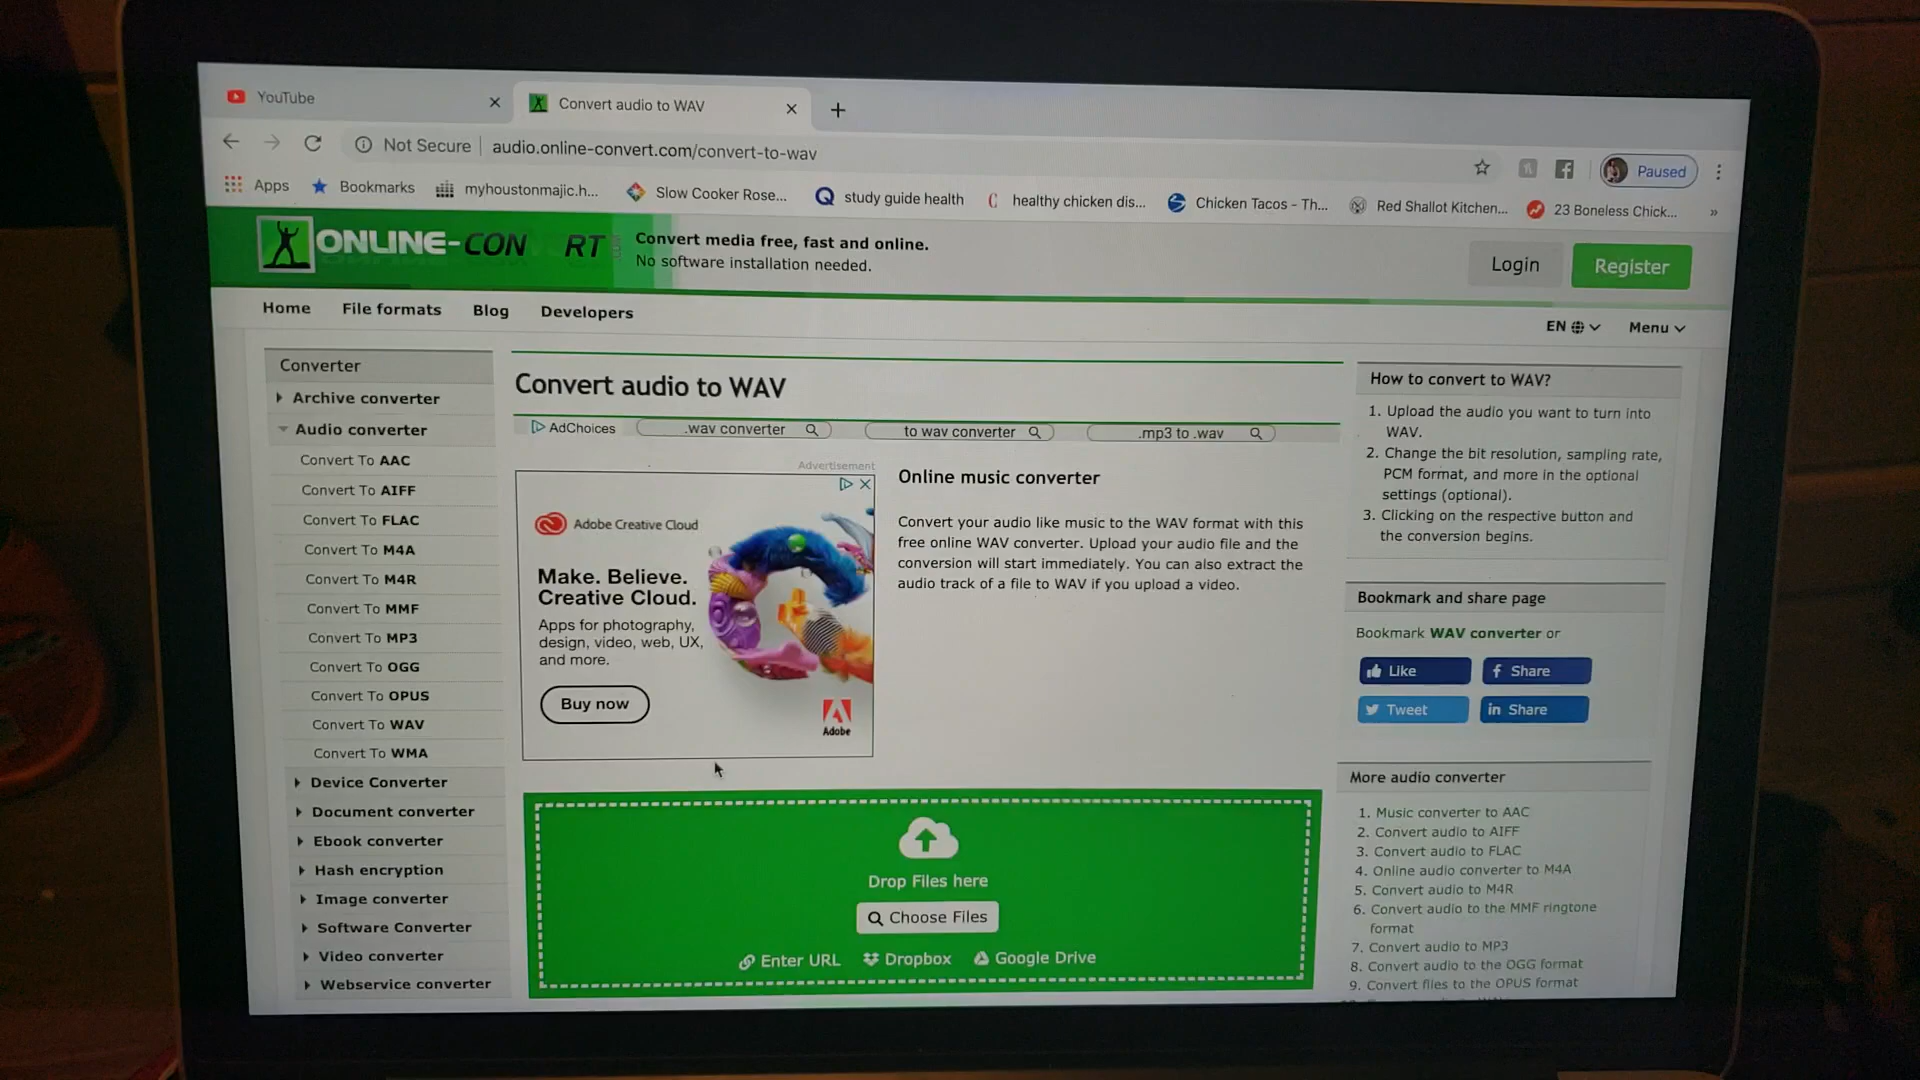 YouTube
Convert audio to WAV
Not Secure
audio.online-convert.com/convert-to-wav
Paused
Apps
Bookmarks
myhoustonmajic.h...
Slow Cooker Rose...
study guide health
healthy chicken dis...
Chicken Tacos - Th...
Red Shallot Kitchen...
23 Boneless Chick...
»
ONLINE-CON RT
Convert media free, fast and online.
No software installation needed.
Login
Register
Home
File formats
Blog
Developers
EN
Menu
Converter
Archive converter
Audio converter
Convert To AAC
Convert To AIFF
Convert To FLAC
Convert To M4A
Convert To M4R
Convert To MMF
Convert To MP3
Convert To OGG
Convert To OPUS
Convert To WAV
Convert To WMA
Device Converter
Document converter
Ebook converter
Hash encryption
Image converter
Software Converter
Video converter
Webservice converter
Convert audio to WAV
AdChoices
.wav converter
to wav converter
.mp3 to .wav
Advertisement
Adobe Creative Cloud
Make. Believe.
Creative Cloud.
Apps for photography,
design, video, web, UX,
and more.
Buy now
Adobe
Online music converter
Convert your audio like music to the WAV format with this
free online WAV converter. Upload your audio file and the
conversion will start immediately. You can also extract the
audio track of a file to WAV if you upload a video.
Drop Files here
Choose Files
Enter URL
Dropbox
Google Drive
How to convert to WAV?
1. Upload the audio you want to turn into
WAV.
2. Change the bit resolution, sampling rate,
PCM format, and more in the optional
settings (optional).
3. Clicking on the respective button and
the conversion begins.
Bookmark and share page
Bookmark WAV converter or
Like
Share
Tweet
Share
More audio converter
1. Music converter to AAC
2. Convert audio to AIFF
3. Convert audio to FLAC
4. Online audio converter to M4A
5. Convert audio to M4R
6. Convert audio to the MMF ringtone
format
7. Convert audio to MP3
8. Convert audio to the OGG format
9. Convert files to the OPUS format